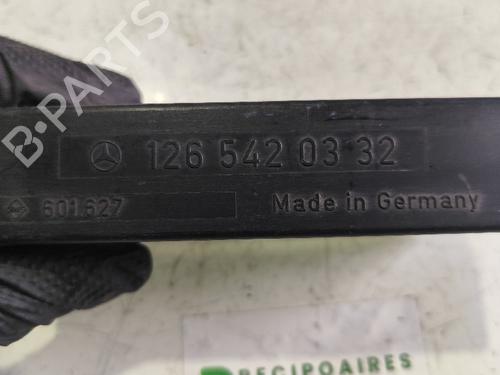 B-PARTS
126 542 03 32
601.627
Made in Germany
RECIPOAIRES